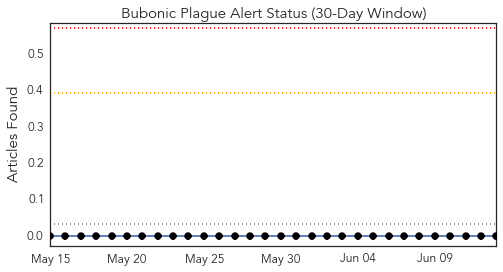 Bubonic Plague Alert Status (30-Day Window)
Articles Found
0.5
0.4
0.3
0.2
0.1
0.0
May 15
May 20
May 25
May 30
Jun 04
Jun 09